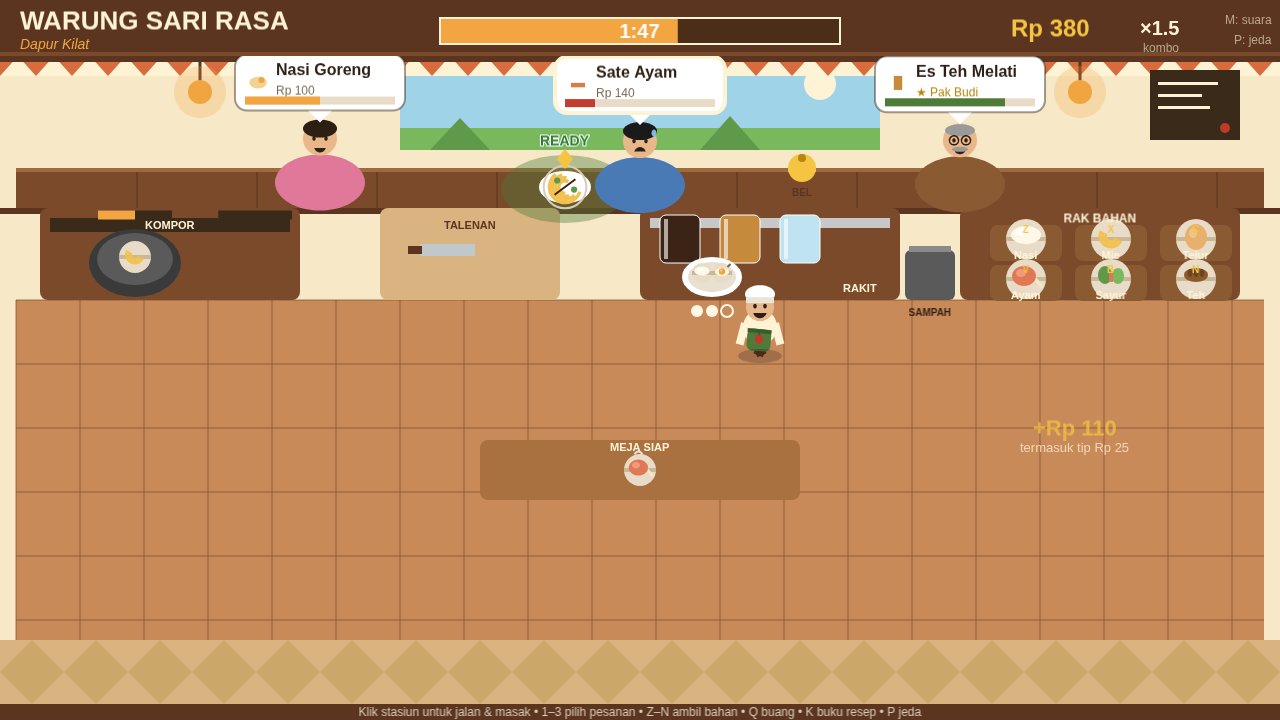 WARUNG SARI RASA
Dapur Kilat
1:47
Rp 380
×1.5
kombo
M: suara
P: jeda
Nasi Goreng
Rp 100
Sate Ayam
Rp 140
Es Teh Melati
★ Pak Budi
READY
BEL
KOMPOR
TALENAN
RAKIT
SAMPAH
RAK BAHAN
Z
X
Nasi
Mie
Telur
B
N
Ayam
Sayur
Teh
+Rp 110
termasuk tip Rp 25
MEJA SIAP
Klik stasiun untuk jalan & masak • 1–3 pilih pesanan • Z–N ambil bahan • Q buang • K buku resep • P jeda